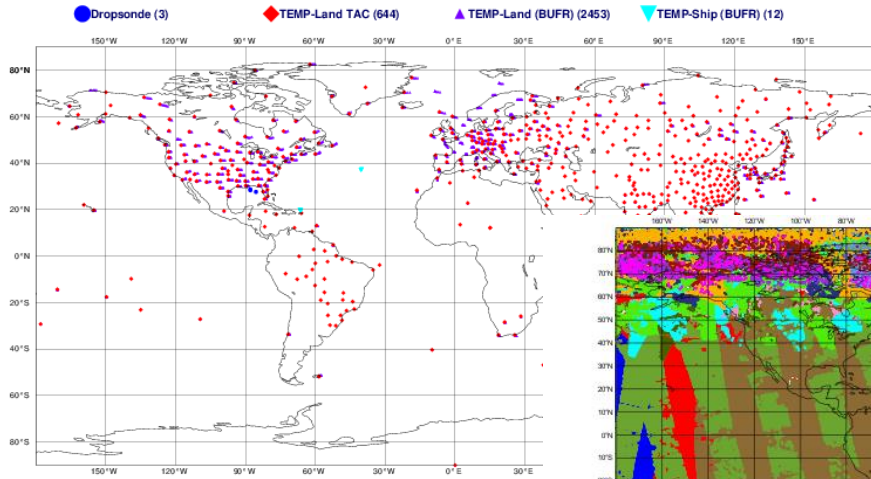 Dropsonde (3) TEMP-Land TAC (644) TEMP-Land (BUFR) (2453) TEMP-Ship (BUFR) (12)
150°W 120°W 90°W 60°W 30°W 0°E 30°E 60°E 90°E 120°E 150°E
80°N
60°N
40°N
20°N
0°N
20°S
40°S
60°S
80°S
150°W 120°W 90°W 60°W 30°W 0°E 30°E
160°W 140°W 120°W 100°W 80°W
80°N
70°N
60°N
50°N
40°N
30°N
20°N
10°N
0°N
10°S